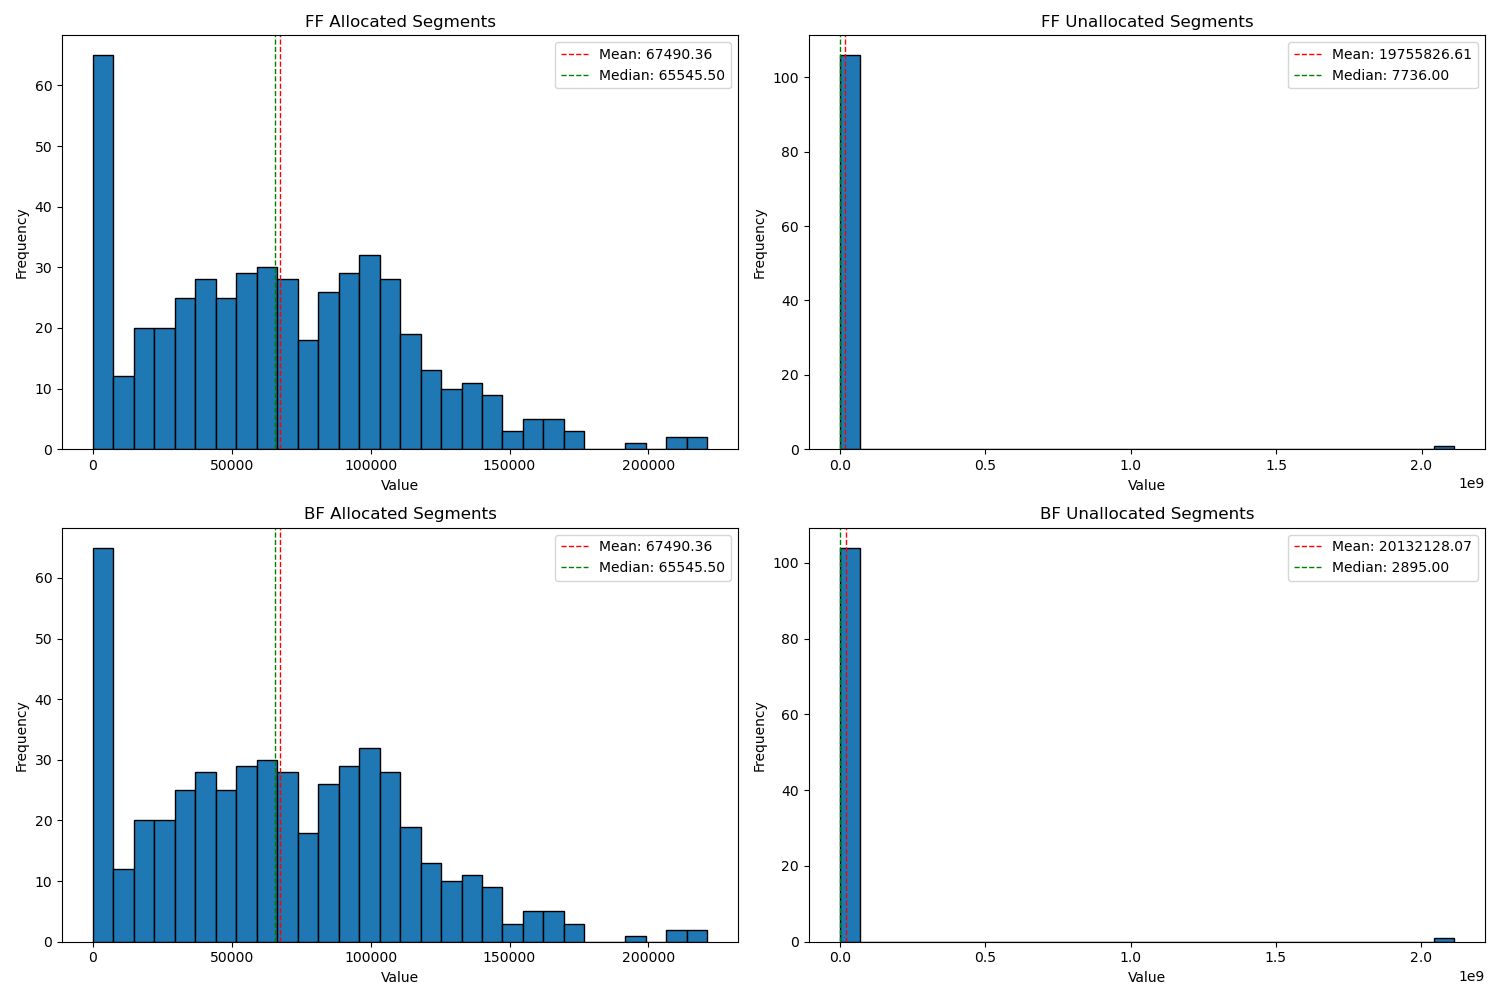 FF Allocated Segments
Mean: 67490.36
Median: 65545.50
Frequency
60
50
40
30
20
10
0
0 50000 100000 150000 200000
Value
FF Unallocated Segments
Mean: 19755826.61
Median: 7736.00
Frequency
100
80
60
40
20
0
0.0 0.5 1.0 1.5 2.0
1e9
Value
BF Allocated Segments
Mean: 67490.36
Median: 65545.50
Frequency
60
50
40
30
20
10
0
0 50000 100000 150000 200000
Value
BF Unallocated Segments
Mean: 20132128.07
Median: 2895.00
Frequency
100
80
60
40
20
0
0.0 0.5 1.0 1.5 2.0
1e9
Value